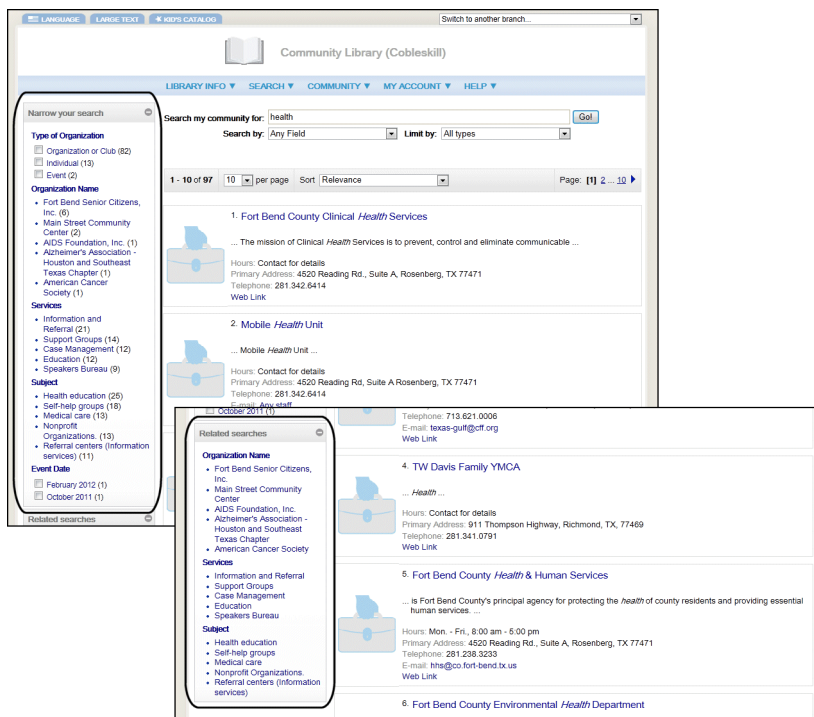 LANGUAGE
LARGE TEXT
KID'S CATALOG
Switch to another branch...
Community Library (Cobleskill)
LIBRARY INFO ▼ SEARCH ▼ COMMUNITY ▼ MY ACCOUNT ▼ HELP ▼
Narrow your search
Type of Organization
Organization or Club (82)
Individual (13)
Event (2)
Organization Name
• Fort Bend Senior Citizens,
Inc. (6)
• Main Street Community
Center (2)
• AIDS Foundation, Inc. (1)
• Alzheimer's Association -
Houston and Southeast
Texas Chapter (1)
• American Cancer
Society (1)
Services
• Information and
Referral (21)
• Support Groups (14)
• Case Management (12)
• Education (12)
• Speakers Bureau (9)
Subject
• Health education (25)
• Self-help groups (18)
• Medical care (13)
• Nonprofit
Organizations. (13)
• Referral centers (Information
services) (11)
Event Date
February 2012 (1)
October 2011 (1)
Related searches
Search my community for: health Go!
Search by: Any Field Limit by: All types
1 - 10 of 97 10 per page Sort Relevance Page: [1] 2 ... 10
1. Fort Bend County Clinical Health Services
... The mission of Clinical Health Services is to prevent, control and eliminate communicable ...
Hours: Contact for details
Primary Address: 4520 Reading Rd., Suite A, Rosenberg, TX 77471
Telephone: 281.342.6414
Web Link
2. Mobile Health Unit
... Mobile Health Unit ...
Hours: Contact for details
Primary Address: 4520 Reading Rd, Suite A Rosenberg, TX 77471
Telephone: 281.342.6414
E-mail: Any staff
October 2011 (1)
Related searches
Organization Name
• Fort Bend Senior Citizens,
Inc.
• Main Street Community
Center
• AIDS Foundation, Inc.
• Alzheimer's Association -
Houston and Southeast
Texas Chapter
• American Cancer Society
Services
• Information and Referral
• Support Groups
• Case Management
• Education
• Speakers Bureau
Subject
• Health education
• Self-help groups
• Medical care
• Nonprofit Organizations.
• Referral centers (Information
services)
Telephone: 713.621.0006
E-mail: texas-gulf@cff.org
Web Link
4. TW Davis Family YMCA
... Health ...
Hours: Contact for details
Primary Address: 911 Thompson Highway, Richmond, TX, 77469
Telephone: 281.341.0791
Web Link
5. Fort Bend County Health & Human Services
... is Fort Bend County's principal agency for protecting the health of county residents and providing essential
human services. ...
Hours: Mon. - Fri., 8:00 am - 5:00 pm
Primary Address: 4520 Reading Rd., Suite A, Rosenberg, TX 77471
Telephone: 281.238.3233
E-mail: hhs@co.fort-bend.tx.us
Web Link
6. Fort Bend County Environmental Health Department